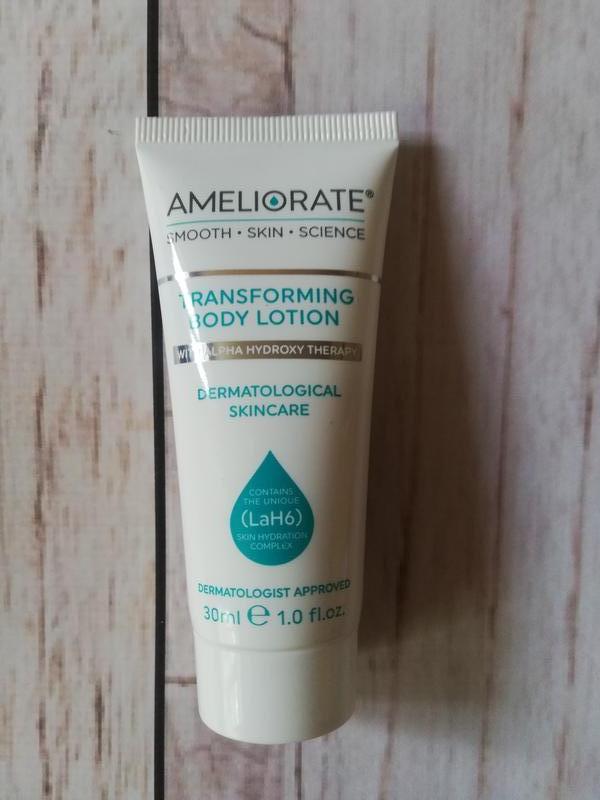 AMELIORATE®
SMOOTH • SKIN • SCIENCE
TRANSFORMING
BODY LOTION
WITH ALPHA HYDROXY THERAPY
DERMATOLOGICAL
SKINCARE
CONTAINS
THE UNIQUE
(LaH6)
SKIN HYDRATION
COMPLEX
DERMATOLOGIST APPROVED
30ml ℮ 1.0 fl.oz.